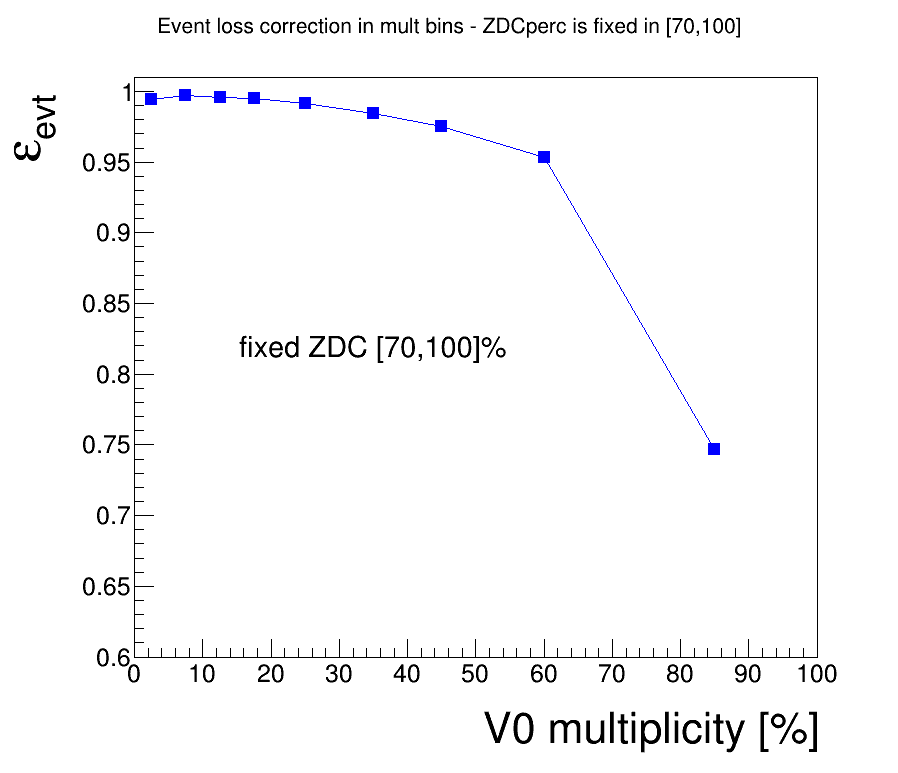 Event loss correction in mult bins - ZDCperc is fixed in [70,100]
εevt
1
0.95
0.9
0.85
fixed ZDC [70,100]%
0.8
0.75
0.7
0.65
0.6
0 10 20 30 40 50 60 70 80 90 100
V0 multiplicity [%]